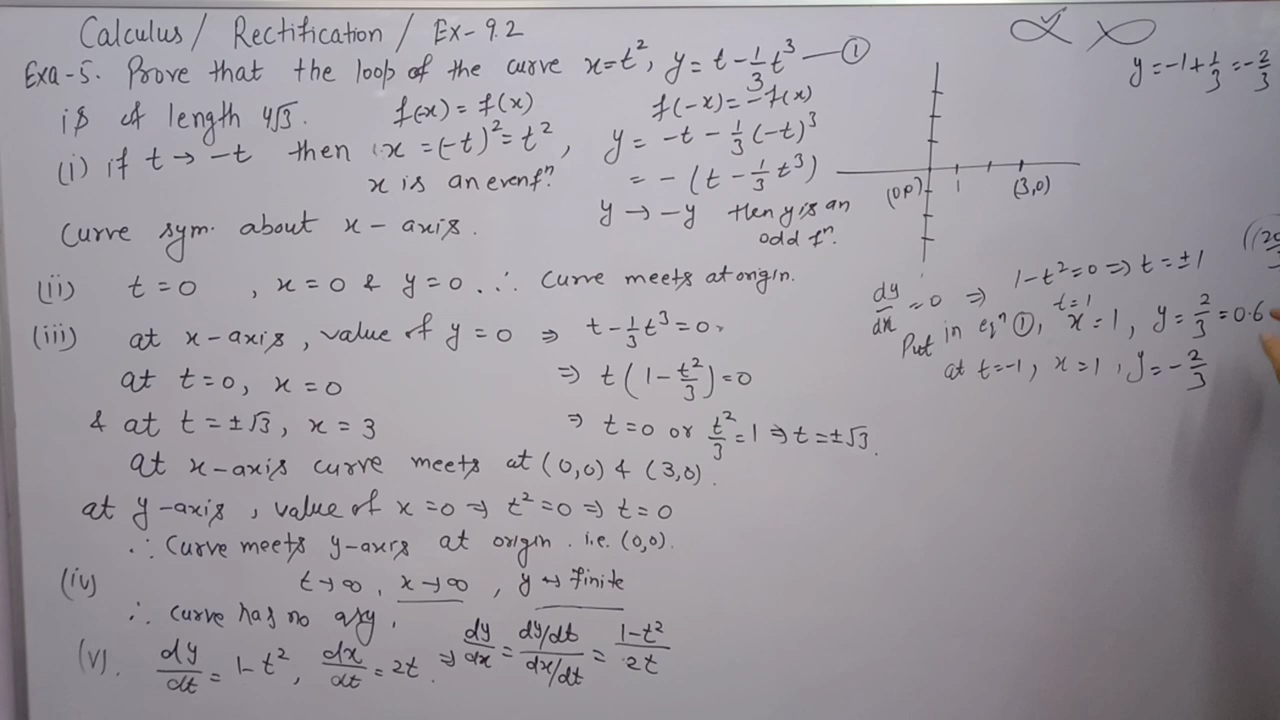 Calculus / Rectification / Ex-9.2
Exa-5. Prove that the loop of the curve x=t², y=t-1/3 t³ — ①
is of length 4√3. f(-x)=f(x) f(-x)=-f(x)
(i) if t→-t then x=(-t)²=t², y=-t-1/3(-t)³
x is an even fⁿ. =-(t-1/3 t³)
y→-y then y is an
odd fⁿ.
Curve sym. about x-axis.
(ii) t=0, x=0 & y=0. ∴ Curve meets at origin.
(iii) at x-axis, value of y=0 ⇒ t-1/3 t³=0.
at t=0, x=0 ⇒ t(1-t²/3)=0
& at t=±√3, x=3 ⇒ t=0 or t²/3=1⇒t=±√3.
at x-axis curve meets at (0,0) & (3,0).
at y-axis, value of x=0⇒ t²=0⇒t=0
∴ Curve meets y-axis at origin. i.e. (0,0).
(iv) t→∞, x→∞, y→finite
∴ Curve has no asy.
(v). dy/dt=1-t², dx/dt=2t. ⇒ dy/dx=(dy/dt)/(dx/dt)=(1-t²)/2t
y=-1+1/3=-2/3
(0,0) 1 (3,0)
dy/dx=0 ⇒ 1-t²=0⇒t=±1
Put in eqⁿ ①, t=1 x=1, y=2/3=0.6
at t=-1, x=1, y=-2/3